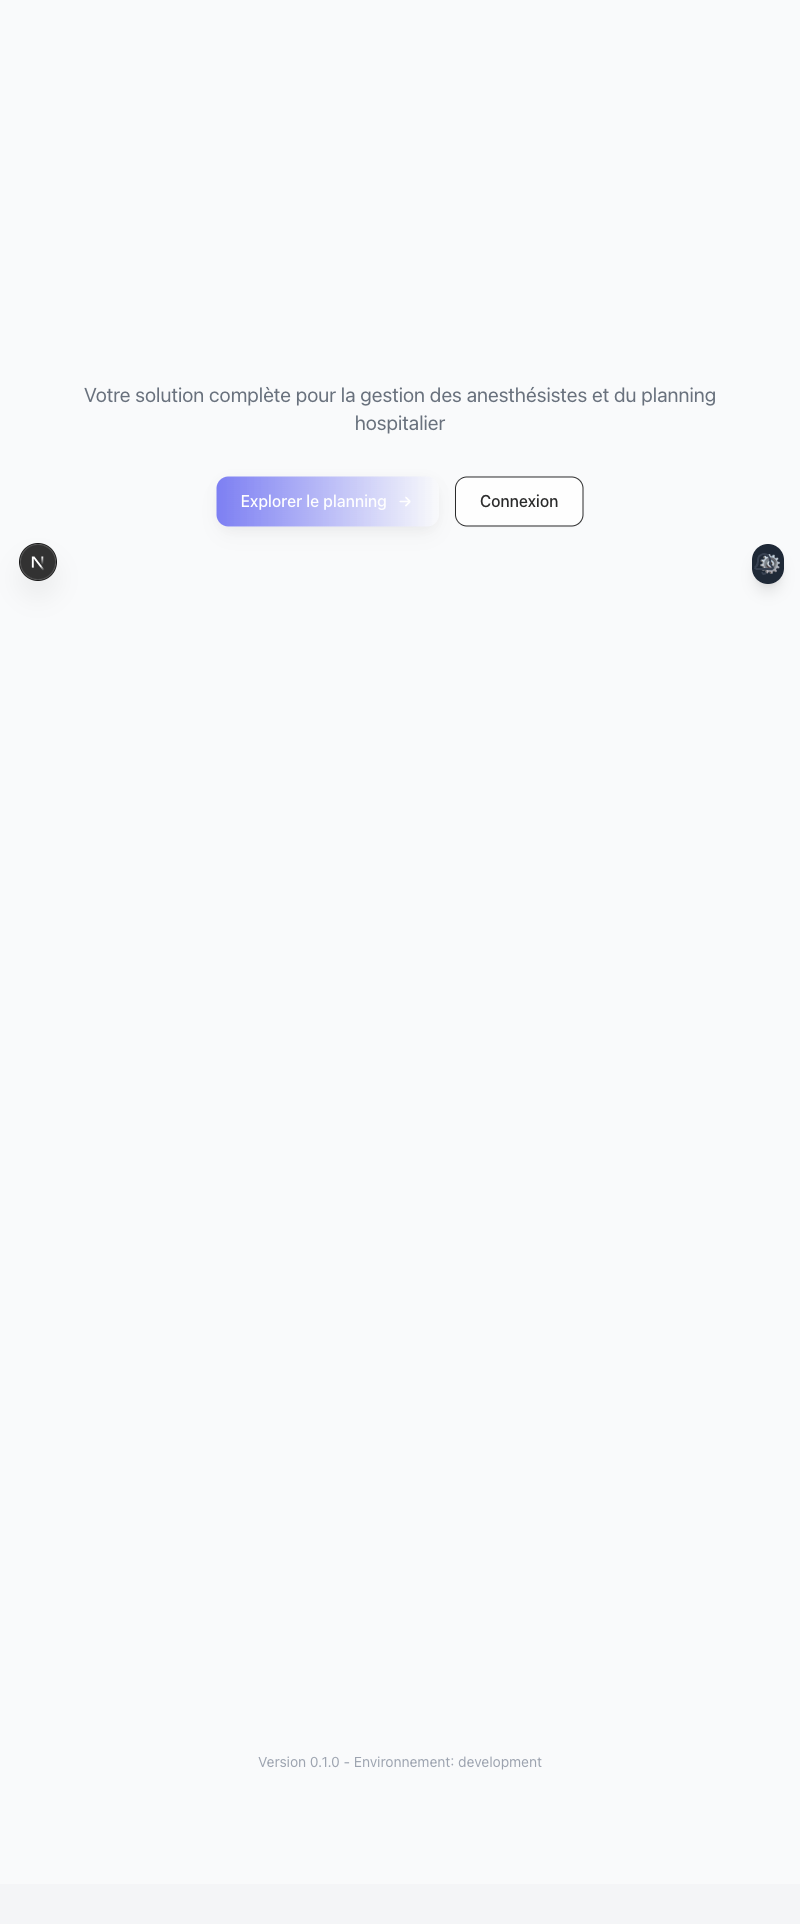 Votre solution complète pour la gestion des anesthésistes et du planning
hospitalier
Explorer le planning →
Connexion
N
Version 0.1.0 - Environnement: development